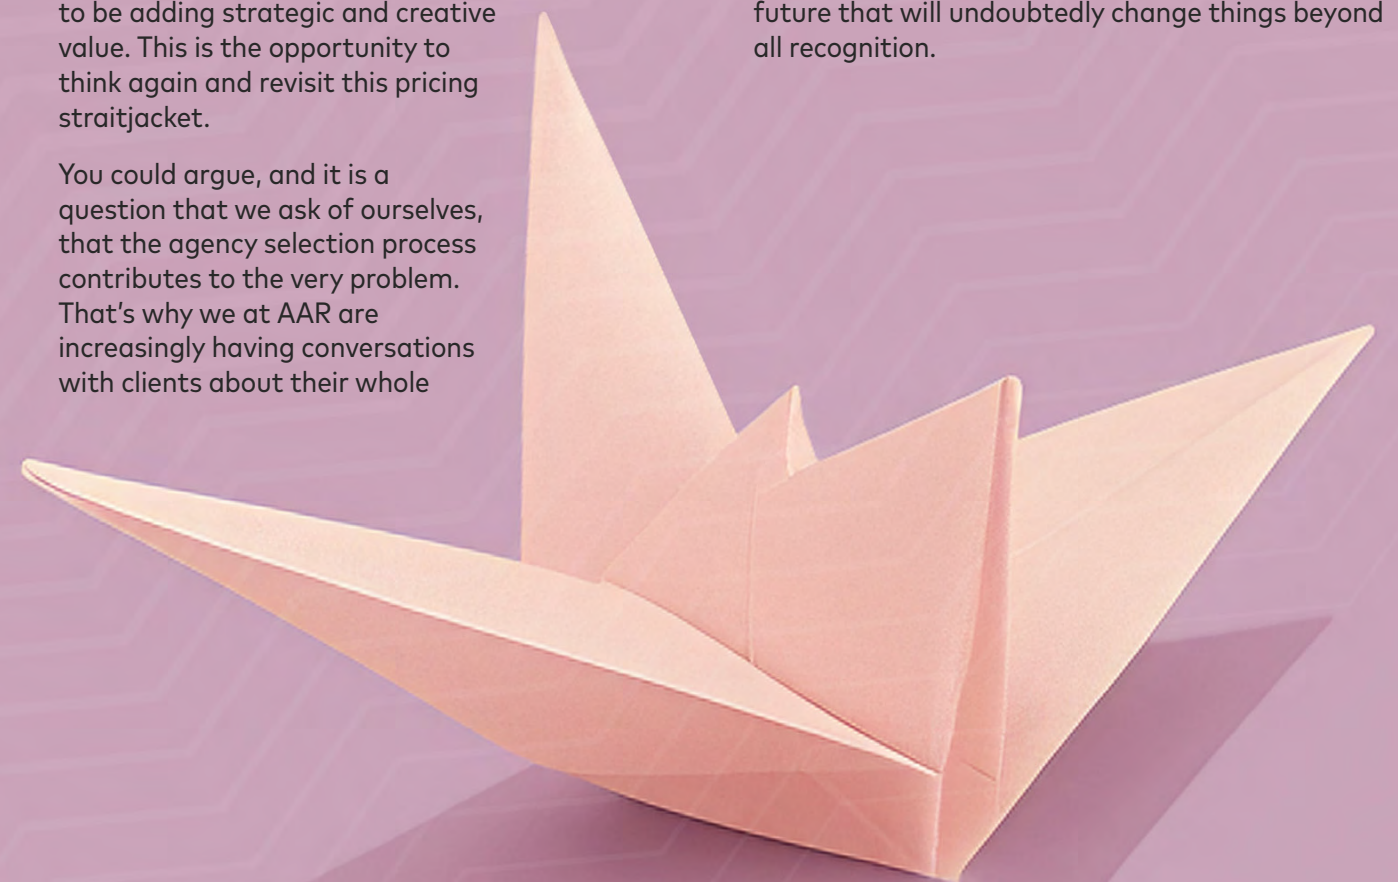 to be adding strategic and creative
value. This is the opportunity to
think again and revisit this pricing
straitjacket.
You could argue, and it is a
question that we ask of ourselves,
that the agency selection process
contributes to the very problem.
That’s why we at AAR are
increasingly having conversations
with clients about their whole
future that will undoubtedly change things beyond
all recognition.